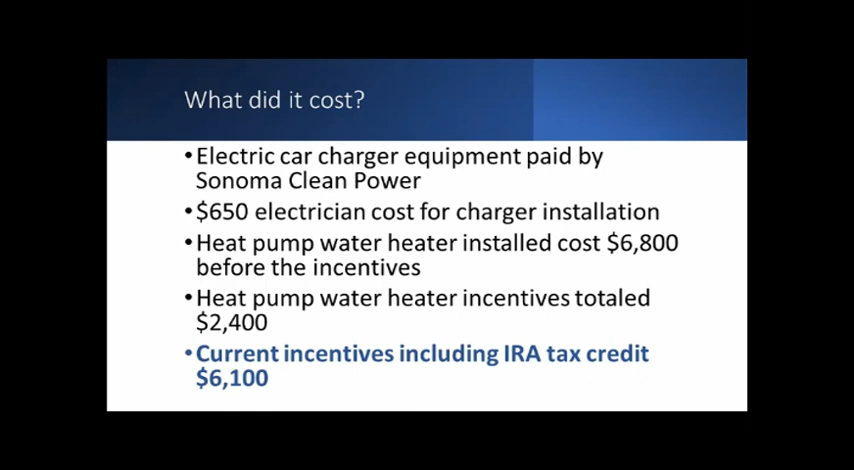 What did it cost?
•Electric car charger equipment paid by
Sonoma Clean Power
•$650 electrician cost for charger installation
•Heat pump water heater installed cost $6,800
before the incentives
•Heat pump water heater incentives totaled
$2,400
•Current incentives including IRA tax credit
$6,100